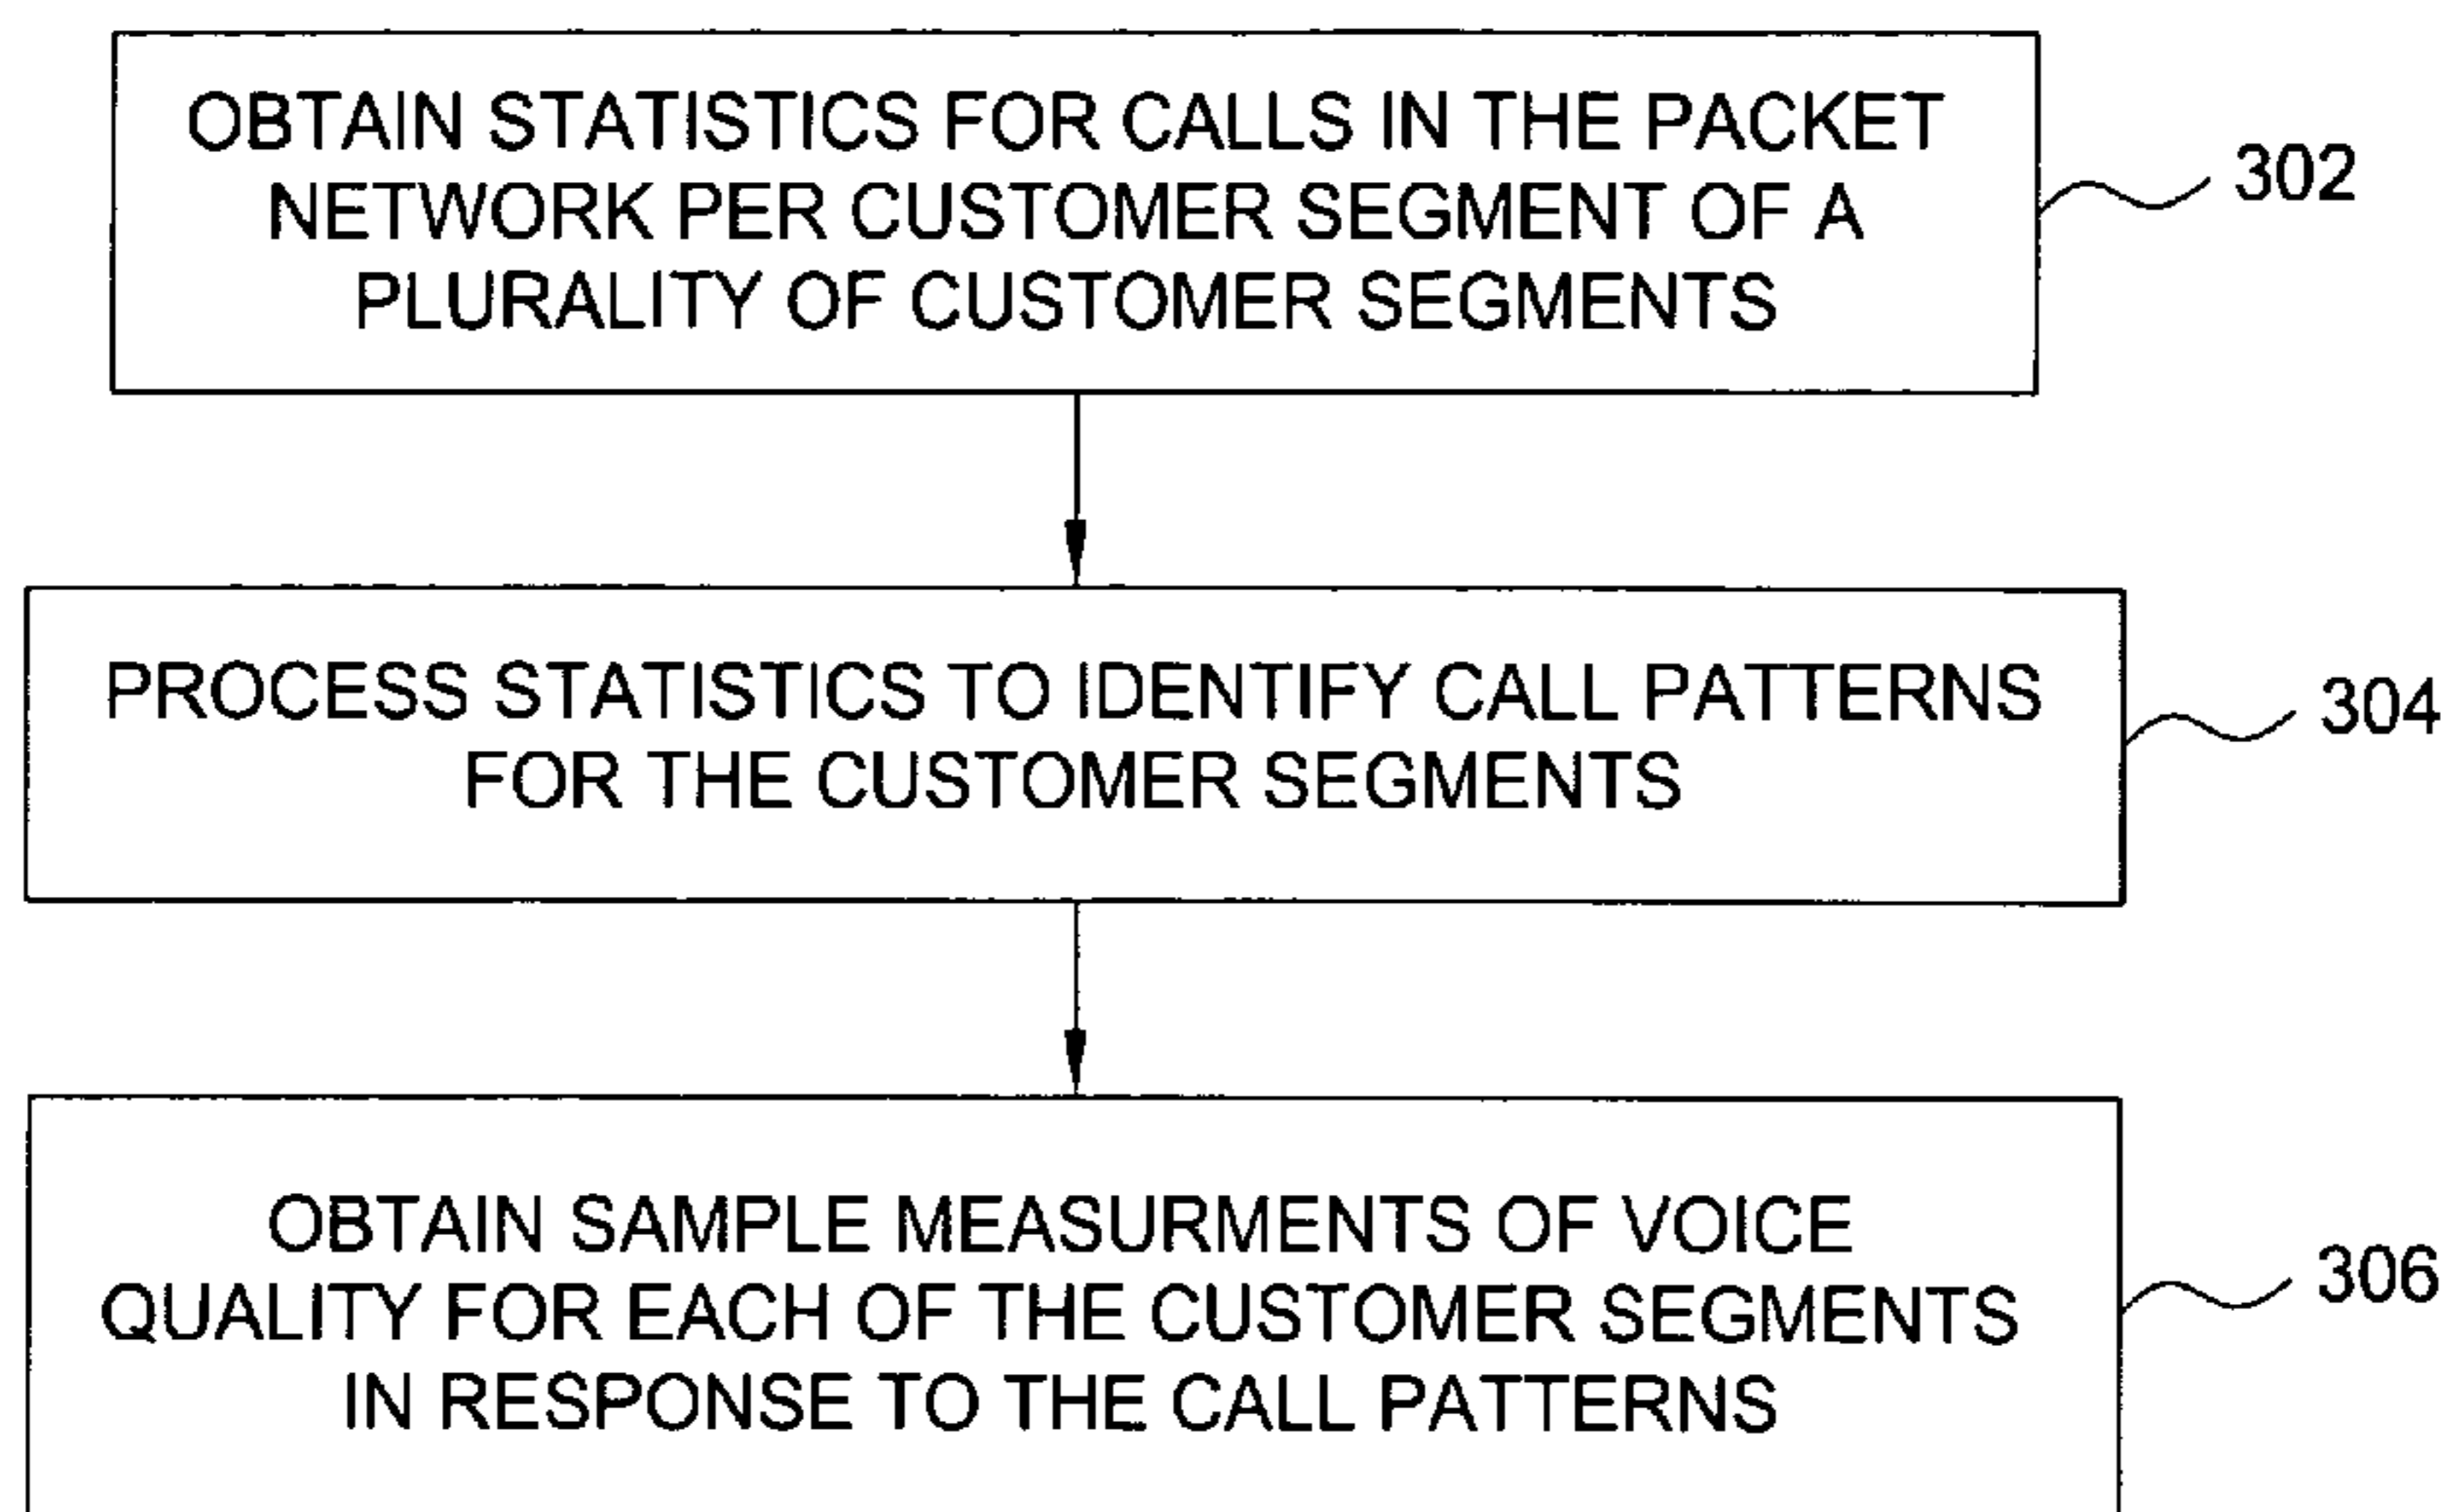 OBTAIN STATISTICS FOR CALLS IN THE PACKET
NETWORK PER CUSTOMER SEGMENT OF A
PLURALITY OF CUSTOMER SEGMENTS
302
PROCESS STATISTICS TO IDENTIFY CALL PATTERNS
FOR THE CUSTOMER SEGMENTS
304
OBTAIN SAMPLE MEASURMENTS OF VOICE
QUALITY FOR EACH OF THE CUSTOMER SEGMENTS
IN RESPONSE TO THE CALL PATTERNS
306